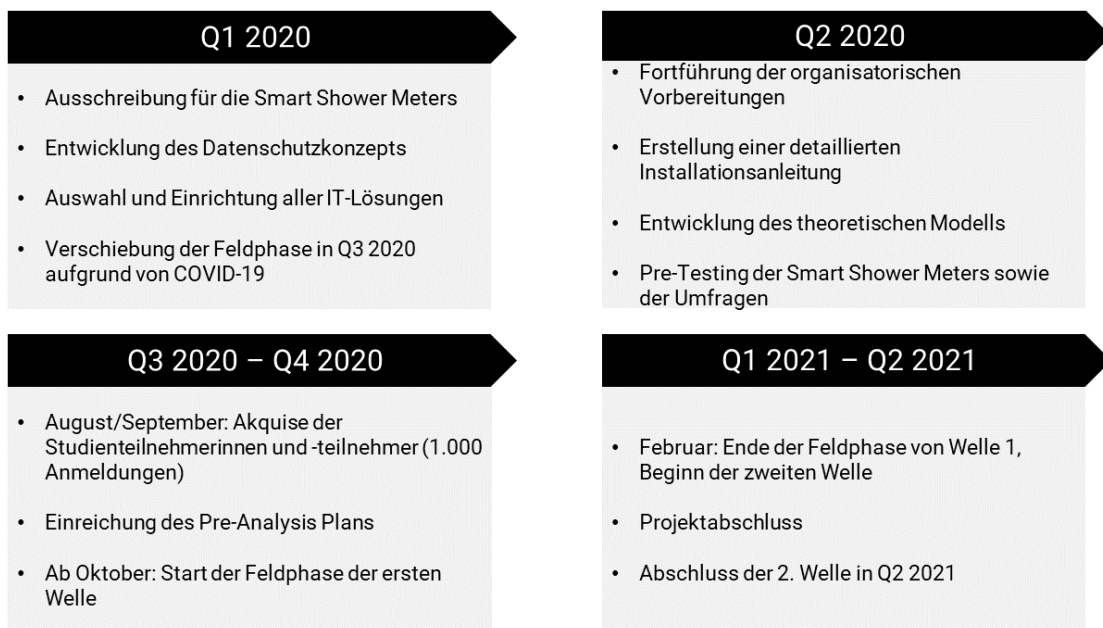 Q1 2020
• Ausschreibung für die Smart Shower Meters
• Entwicklung des Datenschutzkonzepts
• Auswahl und Einrichtung aller IT-Lösungen
• Verschiebung der Feldphase in Q3 2020
aufgrund von COVID-19
Q2 2020
• Fortführung der organisatorischen
Vorbereitungen
• Erstellung einer detaillierten
Installationsanleitung
• Entwicklung des theoretischen Modells
• Pre-Testing der Smart Shower Meters sowie
der Umfragen
Q3 2020 – Q4 2020
• August/September: Akquise der
Studienteilnehmerinnen und -teilnehmer (1.000
Anmeldungen)
• Einreichung des Pre-Analysis Plans
• Ab Oktober: Start der Feldphase der ersten
Welle
Q1 2021 – Q2 2021
• Februar: Ende der Feldphase von Welle 1,
Beginn der zweiten Welle
• Projektabschluss
• Abschluss der 2. Welle in Q2 2021